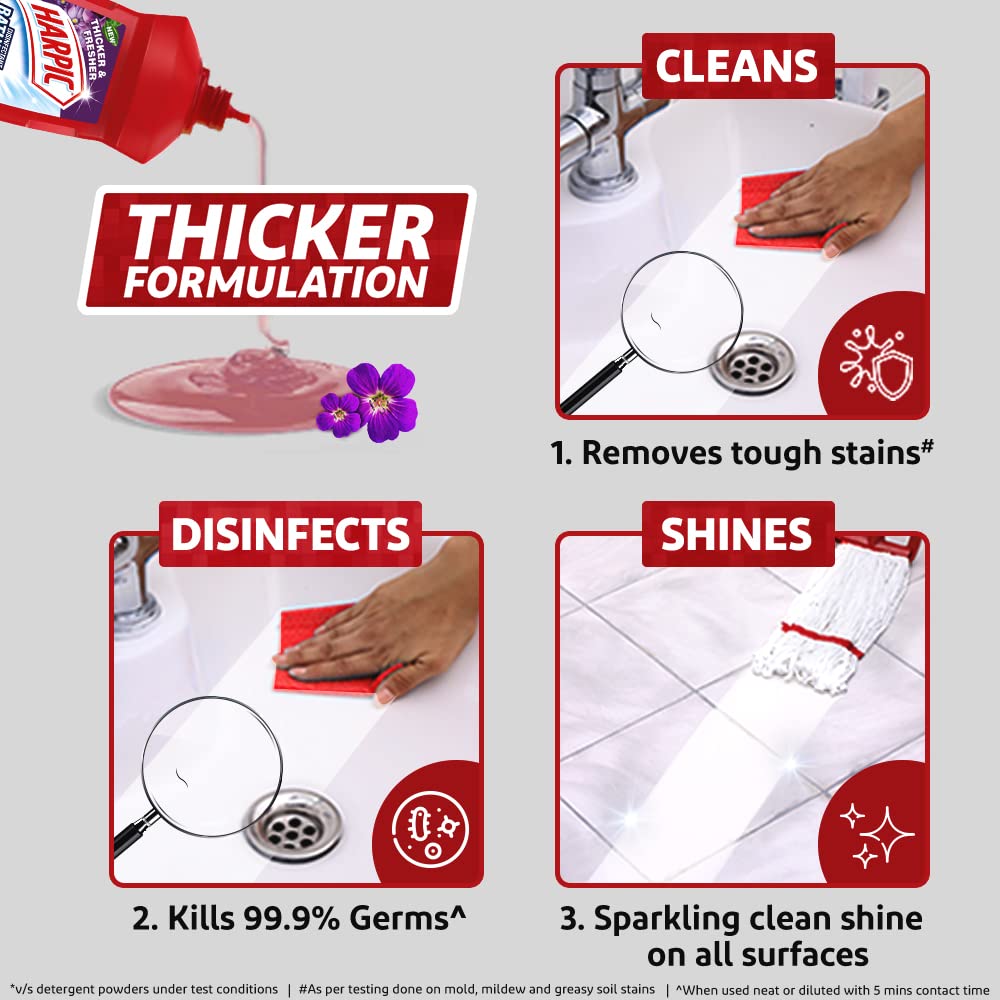 HARPIC
DISINFECTANT
NEW
THICKER &
FRESHER
THICKER
FORMULATION
CLEANS
1. Removes tough stains#
DISINFECTS
2. Kills 99.9% Germs^
SHINES
3. Sparkling clean shine
on all surfaces
*v/s detergent powders under test conditions | #As per testing done on mold, mildew and greasy soil stains | ^When used neat or diluted with 5 mins contact time